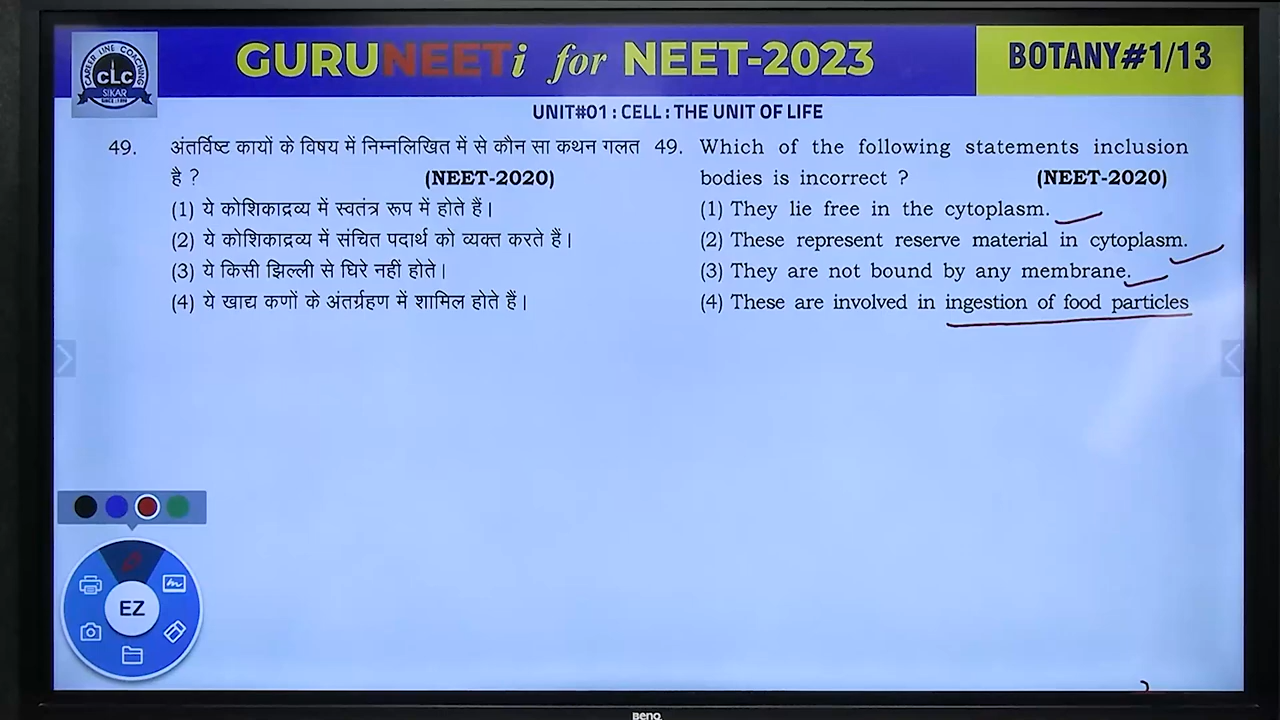 GURUNEETi for NEET-2023
BOTANY#1/13
CAREER LINE COACHING
CLC
SIKAR
SINCE : 1996
UNIT#01 : CELL : THE UNIT OF LIFE
49. अंतर्विष्ट कायों के विषय में निम्नलिखित में से कौन सा कथन गलत
है ? (NEET-2020)
(1) ये कोशिकाद्रव्य में स्वतंत्र रूप में होते हैं।
(2) ये कोशिकाद्रव्य में संचित पदार्थ को व्यक्त करते हैं।
(3) ये किसी झिल्ली से घिरे नहीं होते।
(4) ये खाद्य कणों के अंतर्ग्रहण में शामिल होते हैं।
49. Which of the following statements inclusion
bodies is incorrect ? (NEET-2020)
(1) They lie free in the cytoplasm.
(2) These represent reserve material in cytoplasm.
(3) They are not bound by any membrane.
(4) These are involved in ingestion of food particles
EZ
BenQ